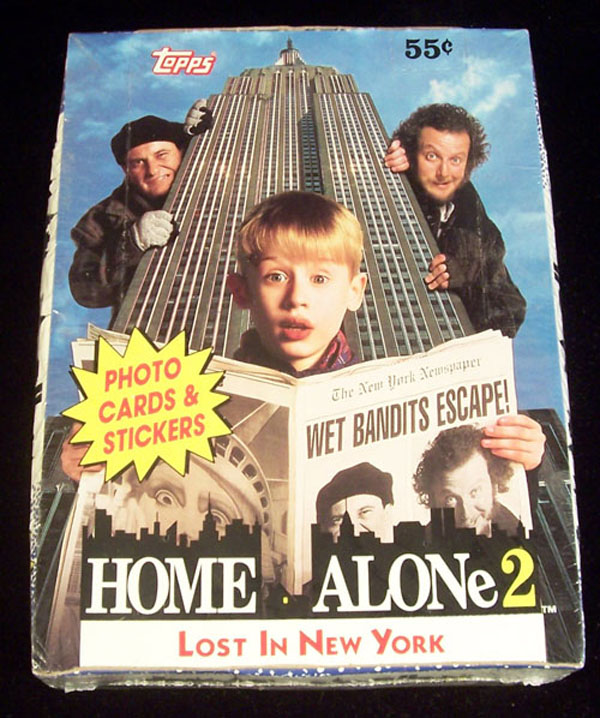 Topps
55¢
PHOTO
CARDS &
STICKERS
The New York Newspaper
WET BANDITS ESCAPE!
HOME ALONe 2
TM
LOST IN NEW YORK